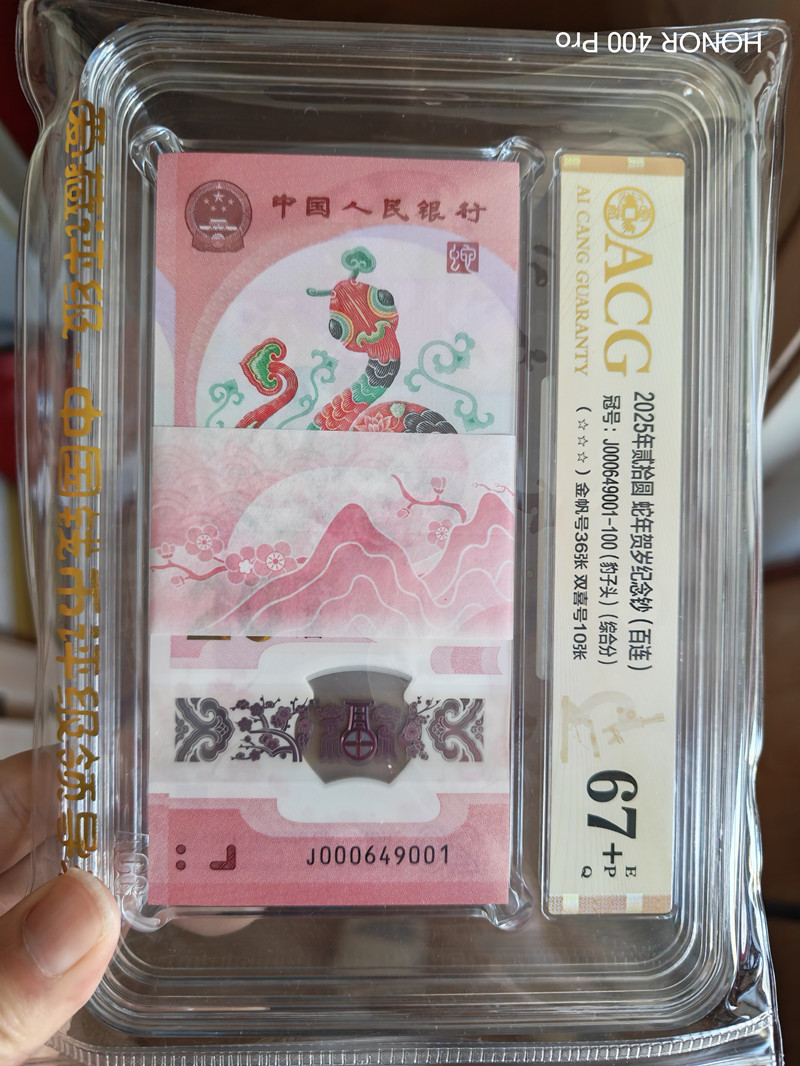 HONOR 400 Pro
爱藏评级-中国钱币评级领导
中国人民银行
蛇
J000649001
ACG
AI CANG GUARANTY
2025年贰拾圆 蛇年贺岁纪念钞（百连）
冠号：J000649001-100（豹子头）（综合分）
（☆☆☆）金帆号36张 双喜号10张
67+
E
P
Q